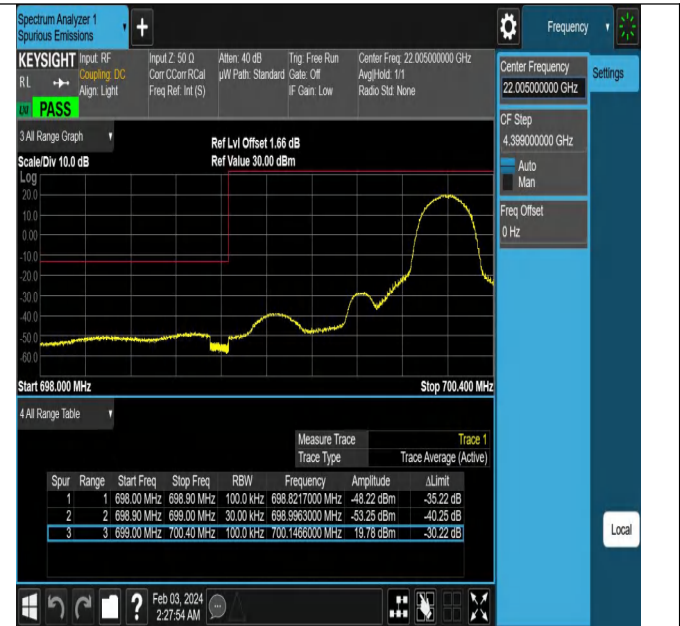 Spectrum Analyzer 1
Spurious Emissions
Frequency
KEYSIGHT
RL
PASS
Input: RF
Coupling: DC
Align: Light
Input Z: 50 Ω
Corr CCorr RCal
Freq Ref: Int (S)
Atten: 40 dB
µW Path: Standard
Trig: Free Run
Gate: Off
IF Gain: Low
Center Freq: 22.005000000 GHz
Avg|Hold: 1/1
Radio Std: None
Center Frequency
22.005000000 GHz
Settings
CF Step
4.399000000 GHz
Auto
Man
Freq Offset
0 Hz
3 All Range Graph
Scale/Div 10.0 dB
Ref Lvl Offset 1.66 dB
Ref Value 30.00 dBm
Log
20.0
10.0
0.00
-10.0
-20.0
-30.0
-40.0
-50.0
-60.0
Start 698.000 MHz
Stop 700.400 MHz
4 All Range Table
Measure Trace Trace 1
Trace Type Trace Average (Active)
Spur Range Start Freq Stop Freq RBW Frequency Amplitude ΔLimit
1 1 698.00 MHz 698.90 MHz 100.0 kHz 698.8217000 MHz -48.22 dBm -35.22 dB
2 2 698.90 MHz 699.00 MHz 30.00 kHz 698.9963000 MHz -53.25 dBm -40.25 dB
3 3 699.00 MHz 700.40 MHz 100.0 kHz 700.1466000 MHz 19.78 dBm -30.22 dB
Local
?
Feb 03, 2024
2:27:54 AM